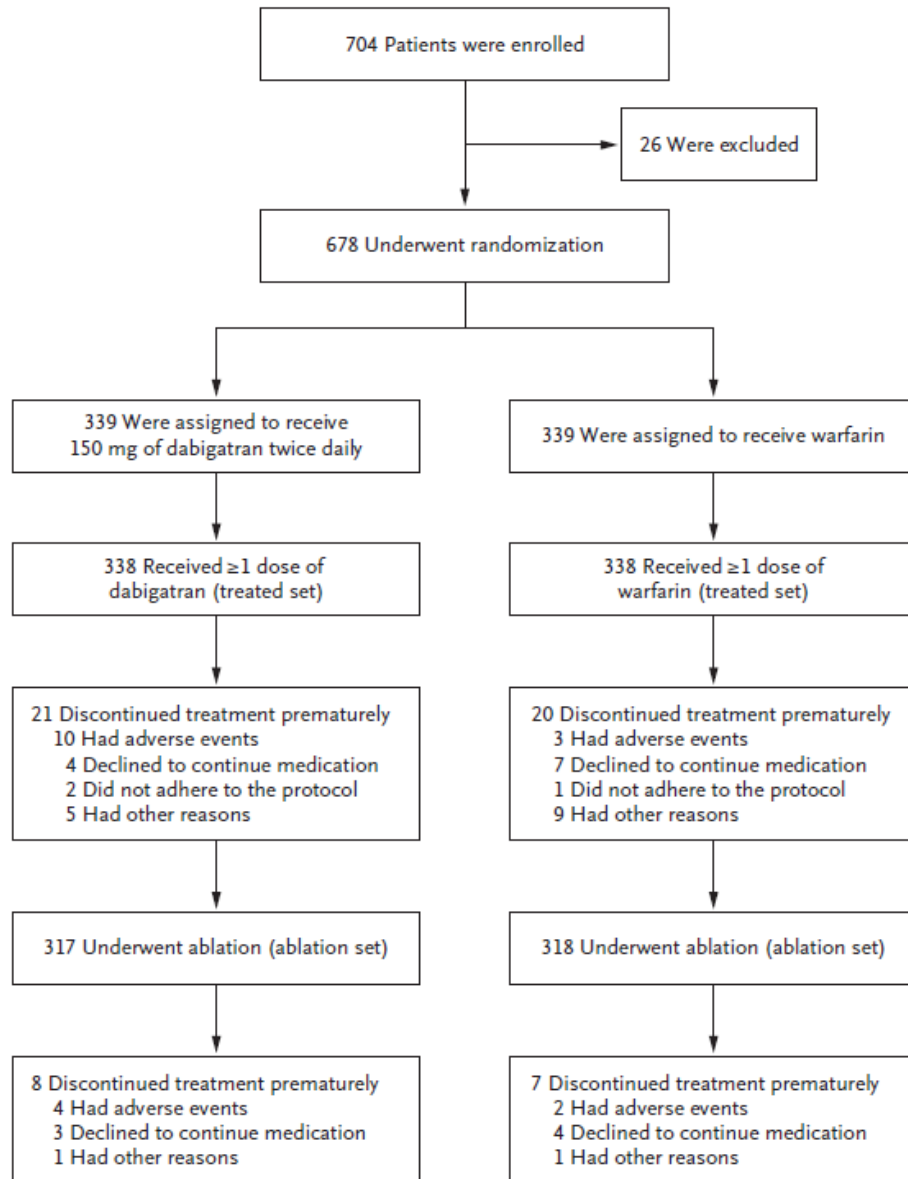 704 Patients were enrolled
26 Were excluded
678 Underwent randomization
339 Were assigned to receive
150 mg of dabigatran twice daily
339 Were assigned to receive warfarin
338 Received ≥1 dose of
dabigatran (treated set)
338 Received ≥1 dose of
warfarin (treated set)
21 Discontinued treatment prematurely
10 Had adverse events
4 Declined to continue medication
2 Did not adhere to the protocol
5 Had other reasons
20 Discontinued treatment prematurely
3 Had adverse events
7 Declined to continue medication
1 Did not adhere to the protocol
9 Had other reasons
317 Underwent ablation (ablation set)
318 Underwent ablation (ablation set)
8 Discontinued treatment prematurely
4 Had adverse events
3 Declined to continue medication
1 Had other reasons
7 Discontinued treatment prematurely
2 Had adverse events
4 Declined to continue medication
1 Had other reasons